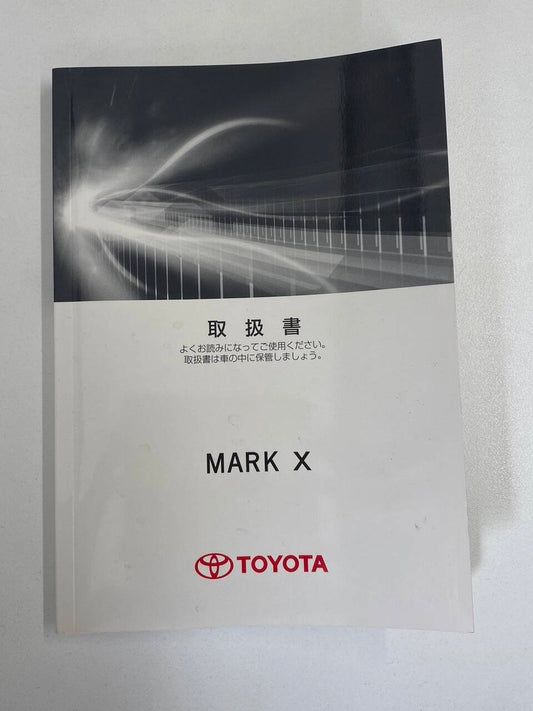 取扱書
よくお読みになってご使用ください。
取扱書は車の中に保管しましょう。
MARK X
TOYOTA